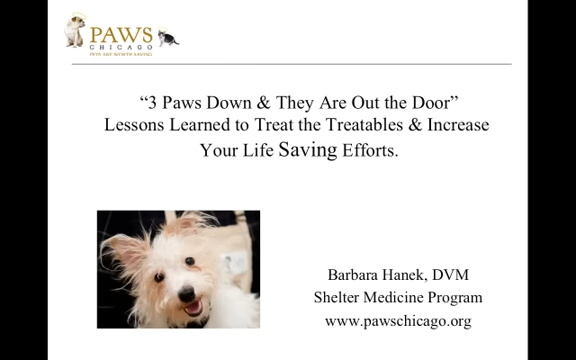 PAWS
CHICAGO
PETS ARE WORTH SAVING
“3 Paws Down & They Are Out the Door”
Lessons Learned to Treat the Treatables & Increase
Your Life Saving Efforts.
Barbara Hanek, DVM
Shelter Medicine Program
www.pawschicago.org